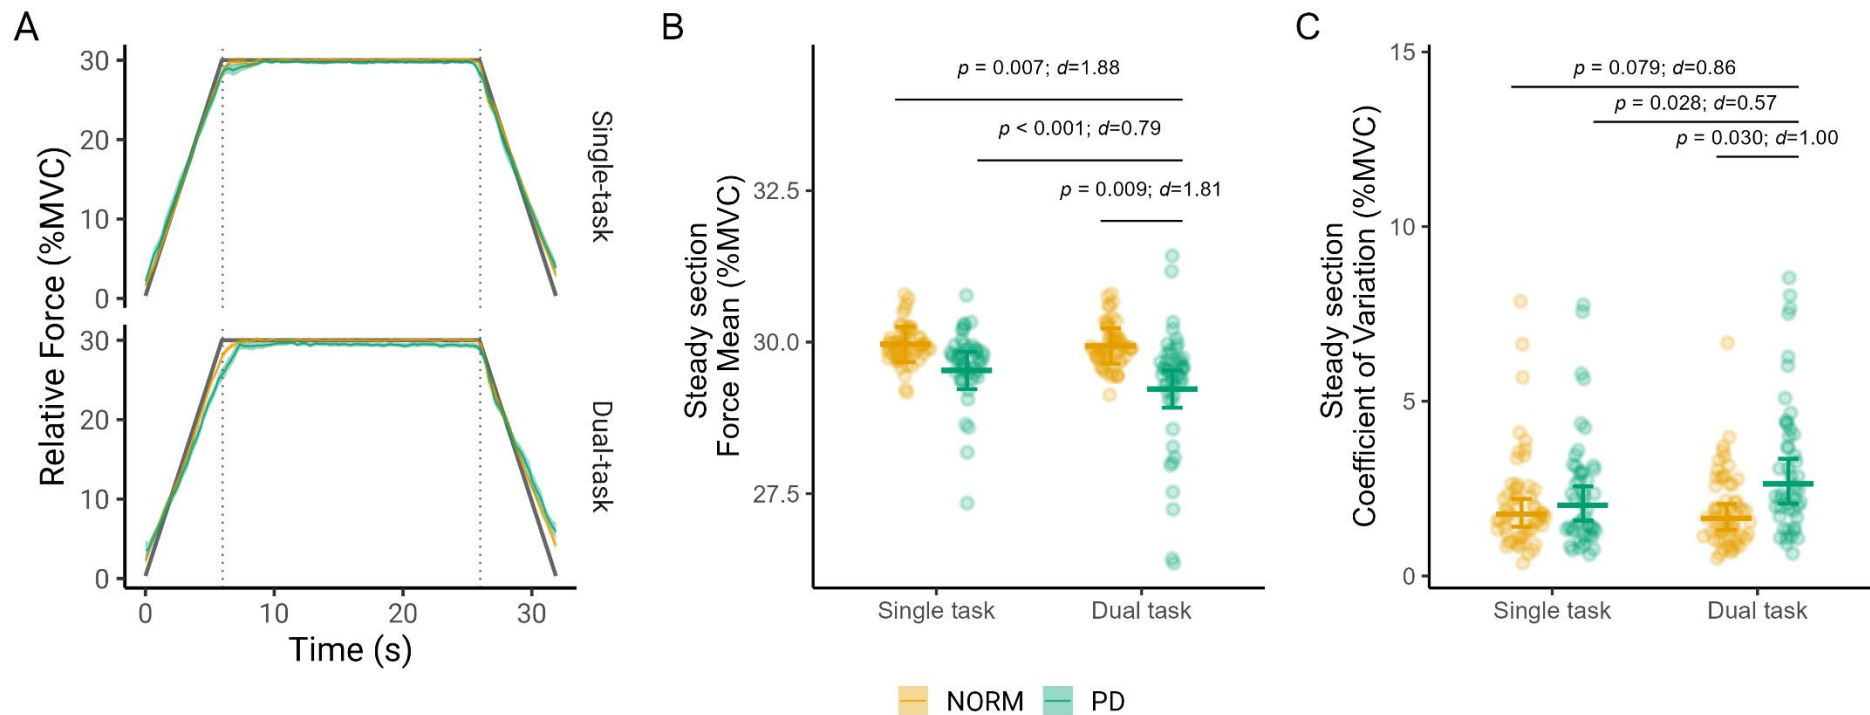 A
Relative Force (%MVC)
30
20
10
0
Single-task
30
20
10
0
Dual-task
0 10 20 30
Time (s)
B
Steady section
Force Mean (%MVC)
32.5
30.0
27.5
p = 0.007; d=1.88
p < 0.001; d=0.79
p = 0.009; d=1.81
Single task Dual task
C
Steady section
Coefficient of Variation (%MVC)
15
10
5
0
p = 0.079; d=0.86
p = 0.028; d=0.57
p = 0.030; d=1.00
Single task Dual task
NORM PD